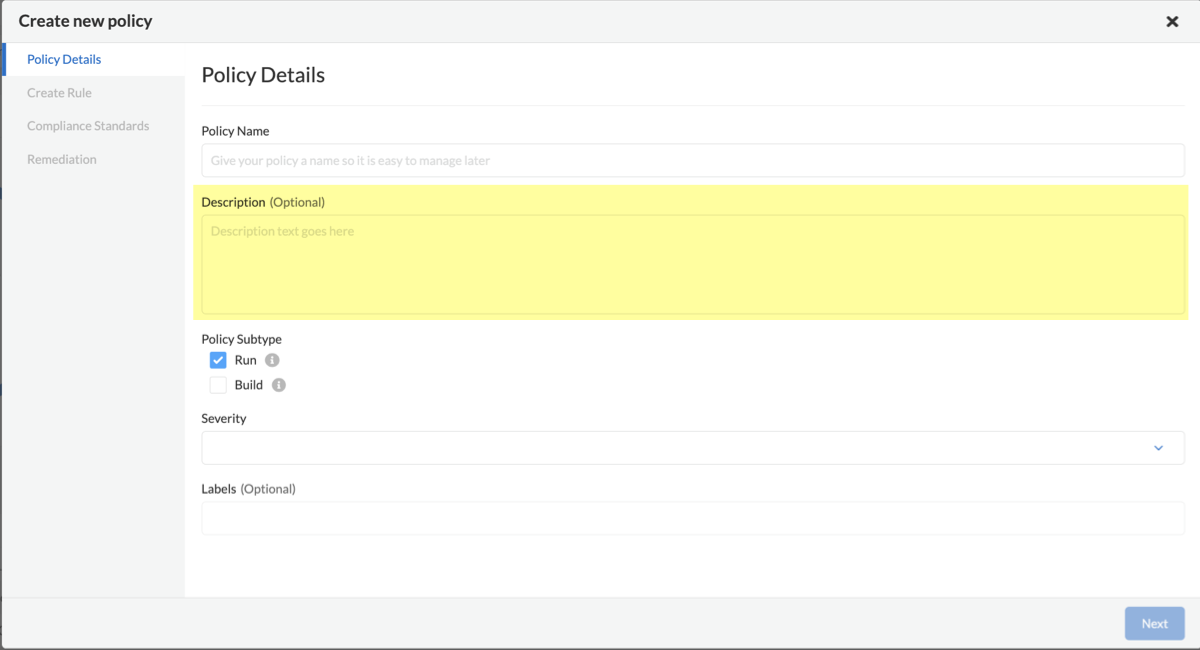 Create new policy
Policy Details
Create Rule
Compliance Standards
Remediation
Policy Details
Policy Name
Give your policy a name so it is easy to manage later
Description (Optional)
Description text goes here
Policy Subtype
Run
Build
Severity
Labels (Optional)
Next